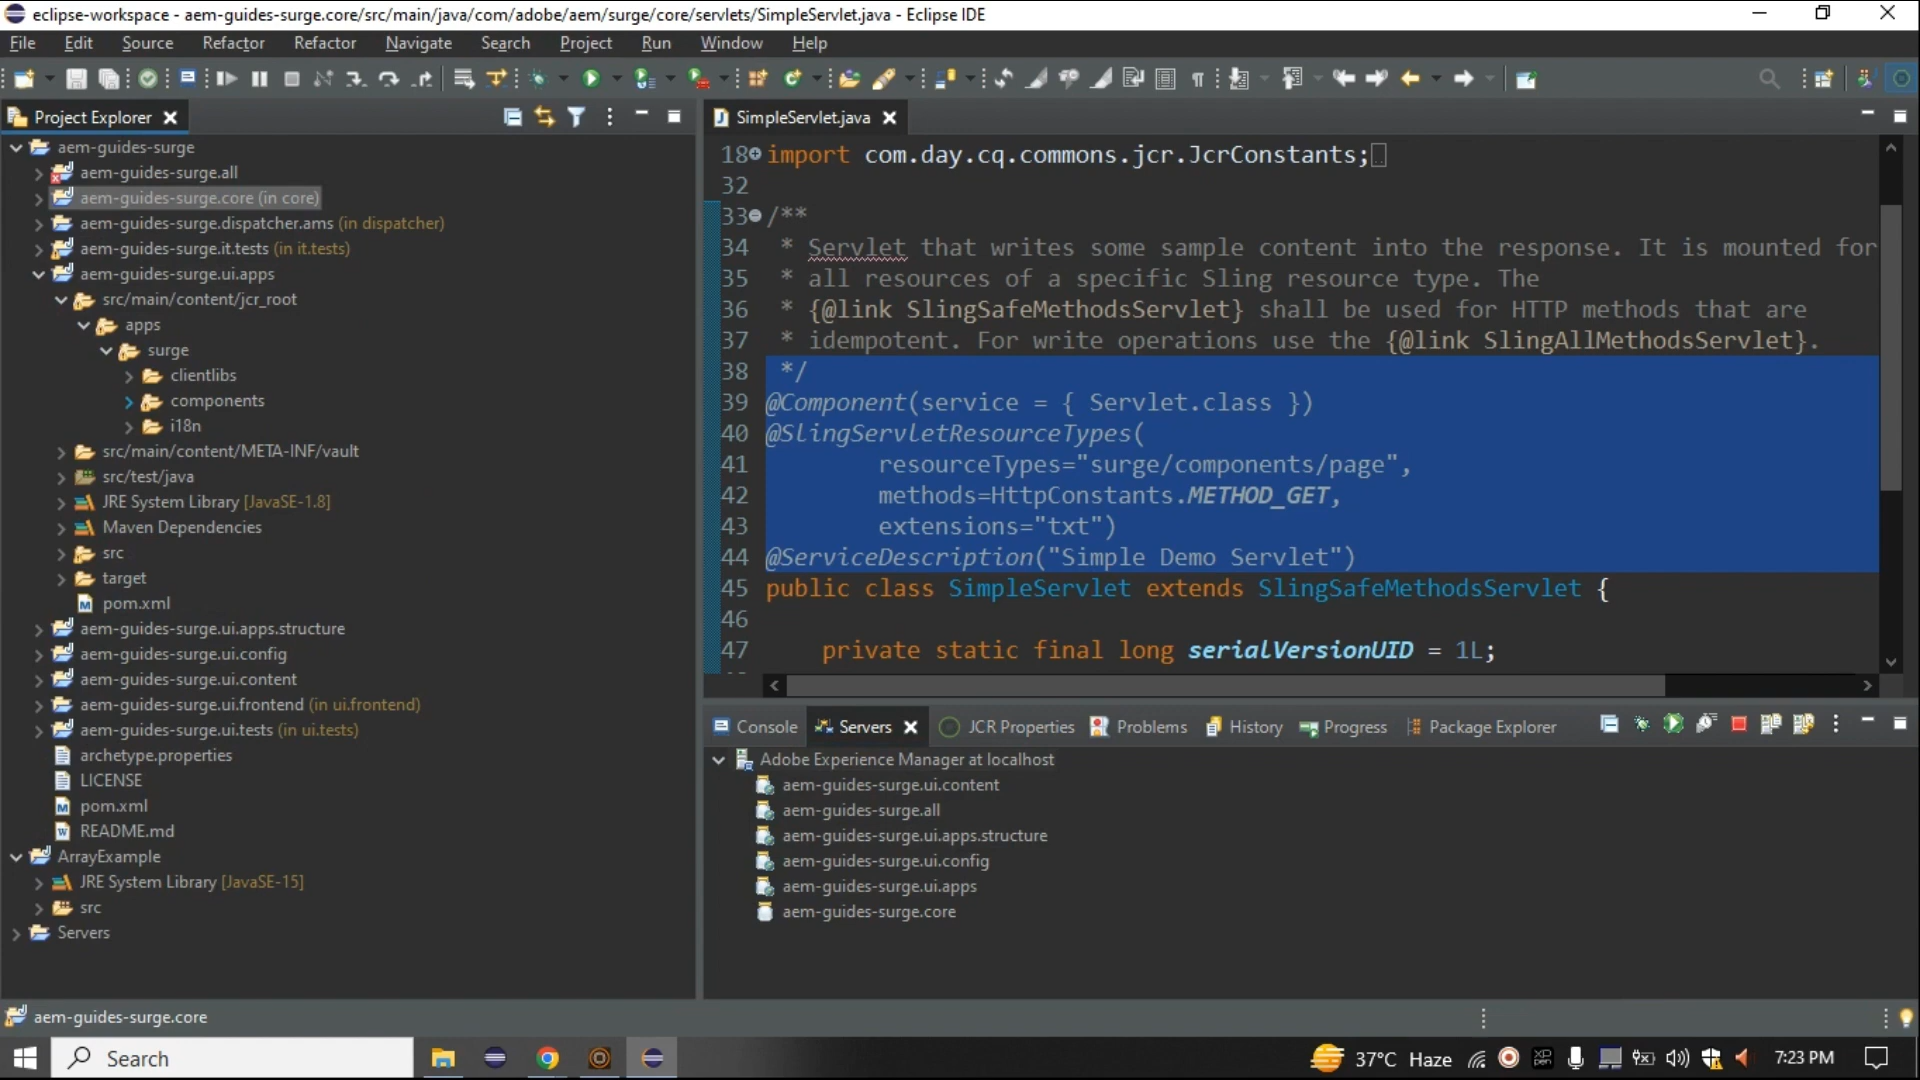 eclipse-workspace - aem-guides-surge.core/src/main/java/com/adobe/aem/surge/core/servlets/SimpleServlet.java - Eclipse IDE
File Edit Source Refactor Refactor Navigate Search Project Run Window Help
Project Explorer
aem-guides-surge
aem-guides-surge.all
aem-guides-surge.core (in core)
aem-guides-surge.dispatcher.ams (in dispatcher)
aem-guides-surge.it.tests (in it.tests)
aem-guides-surge.ui.apps
src/main/content/jcr_root
apps
surge
clientlibs
components
i18n
src/main/content/META-INF/vault
src/test/java
JRE System Library [JavaSE-1.8]
Maven Dependencies
src
target
pom.xml
aem-guides-surge.ui.apps.structure
aem-guides-surge.ui.config
aem-guides-surge.ui.content
aem-guides-surge.ui.frontend (in ui.frontend)
aem-guides-surge.ui.tests (in ui.tests)
archetype.properties
LICENSE
pom.xml
README.md
ArrayExample
JRE System Library [JavaSE-15]
src
Servers
SimpleServlet.java
18 import com.day.cq.commons.jcr.JcrConstants;
32
33 /**
34 * Servlet that writes some sample content into the response. It is mounted for
35 * all resources of a specific Sling resource type. The
36 * {@link SlingSafeMethodsServlet} shall be used for HTTP methods that are
37 * idempotent. For write operations use the {@link SlingAllMethodsServlet}.
38 */
39 @Component(service = { Servlet.class })
40 @SlingServletResourceTypes(
41 resourceTypes="surge/components/page",
42 methods=HttpConstants.METHOD_GET,
43 extensions="txt")
44 @ServiceDescription("Simple Demo Servlet")
45 public class SimpleServlet extends SlingSafeMethodsServlet {
46
47 private static final long serialVersionUID = 1L;
Console Servers JCR Properties Problems History Progress Package Explorer
Adobe Experience Manager at localhost
aem-guides-surge.ui.content
aem-guides-surge.all
aem-guides-surge.ui.apps.structure
aem-guides-surge.ui.config
aem-guides-surge.ui.apps
aem-guides-surge.core
aem-guides-surge.core
Search
37°C Haze
7:23 PM